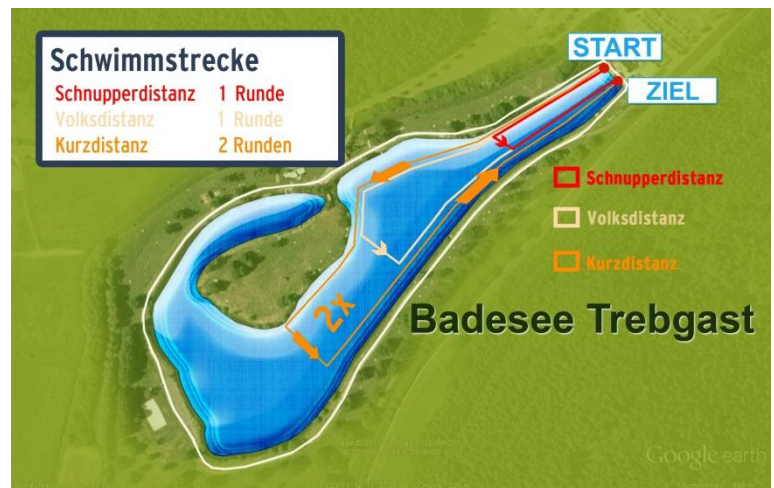 Schwimmstrecke
Schnupperdistanz 1 Runde
Volksdistanz 1 Runde
Kurzdistanz 2 Runden
START
ZIEL
Schnupperdistanz
Volksdistanz
Kurzdistanz
2x
Badesee Trebgast
Google earth